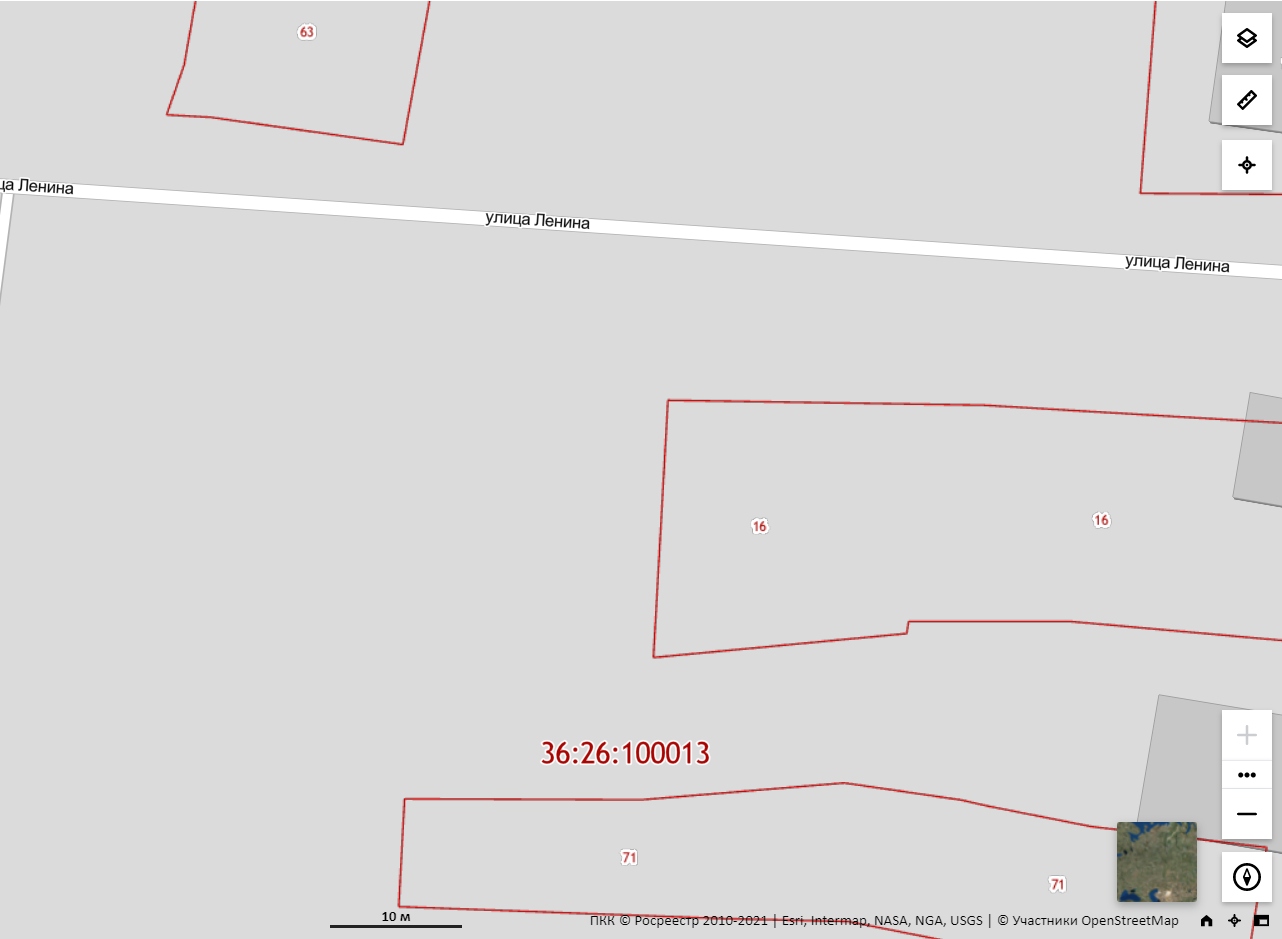 63
ца Ленина
улица Ленина
улица Ленина
16
16
36:26:100013
71
71
10 м
ПКК © Росреестр 2010-2021 | Esri, Intermap, NASA, NGA, USGS | © Участники OpenStreetMap